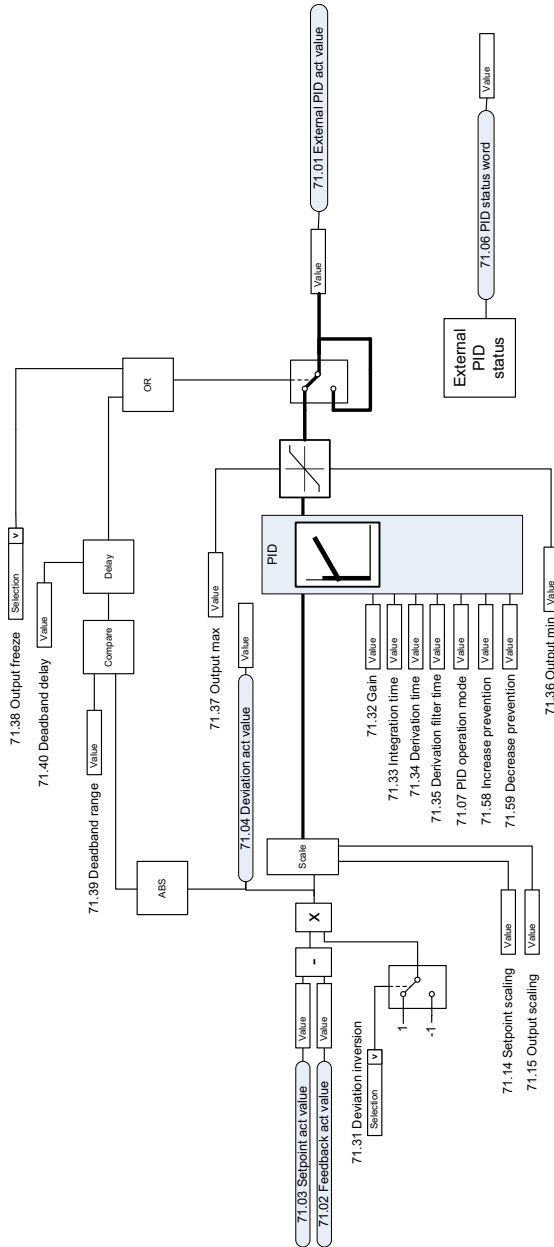 71.38 Output freeze
Selection
v
71.40 Deadband delay
Value
71.39 Deadband range
Value
ABS
Compare
Delay
OR
71.37 Output max
Value
71.04 Deviation act value
Value
71.03 Setpoint act value
Value
71.02 Feedback act value
Value
-
X
Scale
PID
Value
71.01 External PID act value
71.31 Deviation inversion
Selection
v
1
-1
71.32 Gain
Value
71.33 Integration time
Value
71.34 Derivation time
Value
71.35 Derivation filter time
Value
71.07 PID operation mode
Value
71.58 Increase prevention
Value
71.59 Decrease prevention
Value
71.14 Setpoint scaling
Value
71.15 Output scaling
Value
71.36 Output min
Value
External
PID
status
71.06 PID status word
Value